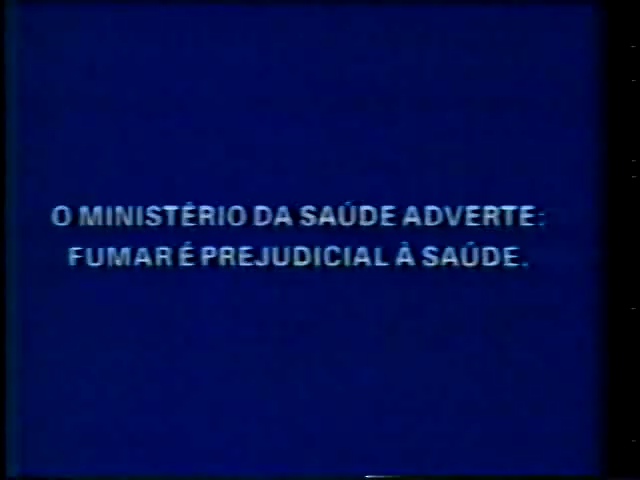 O MINISTÉRIO DA SAÚDE ADVERTE:
FUMAR É PREJUDICIAL À SAÚDE.